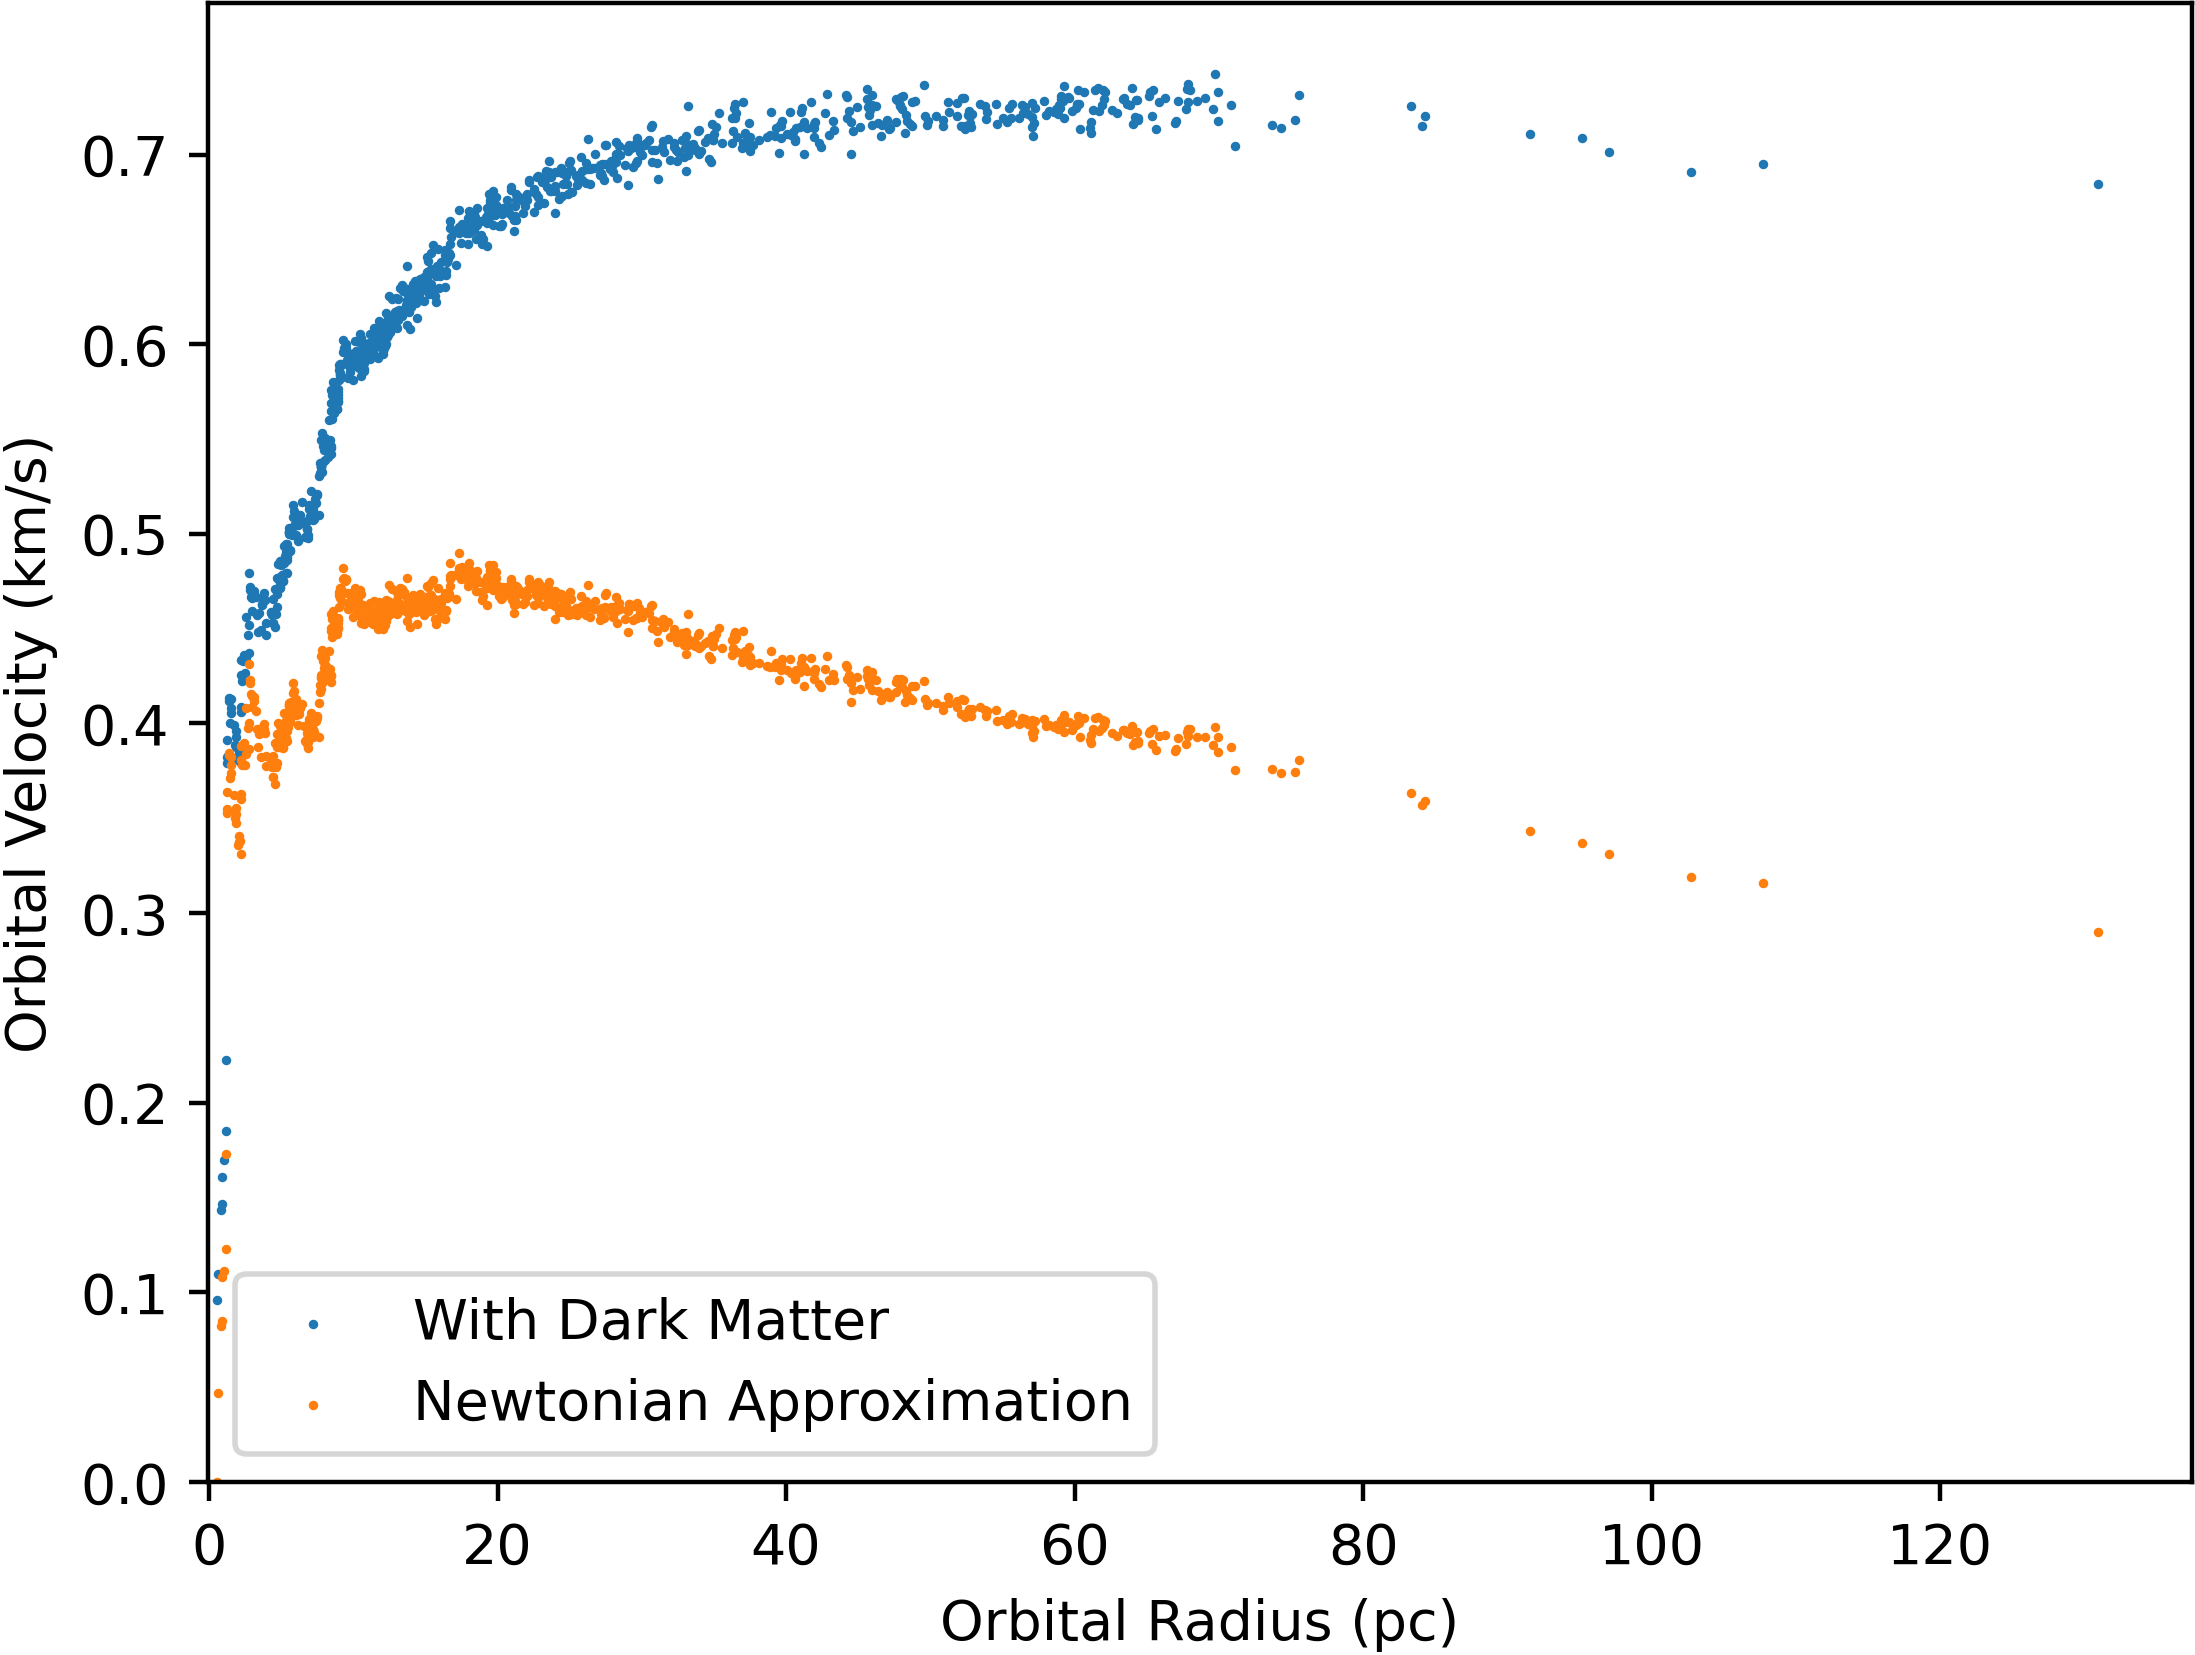 Orbital Velocity (km/s)
0.7
0.6
0.5
0.4
0.3
0.2
0.1
0.0
With Dark Matter
Newtonian Approximation
0 20 40 60 80 100 120
Orbital Radius (pc)